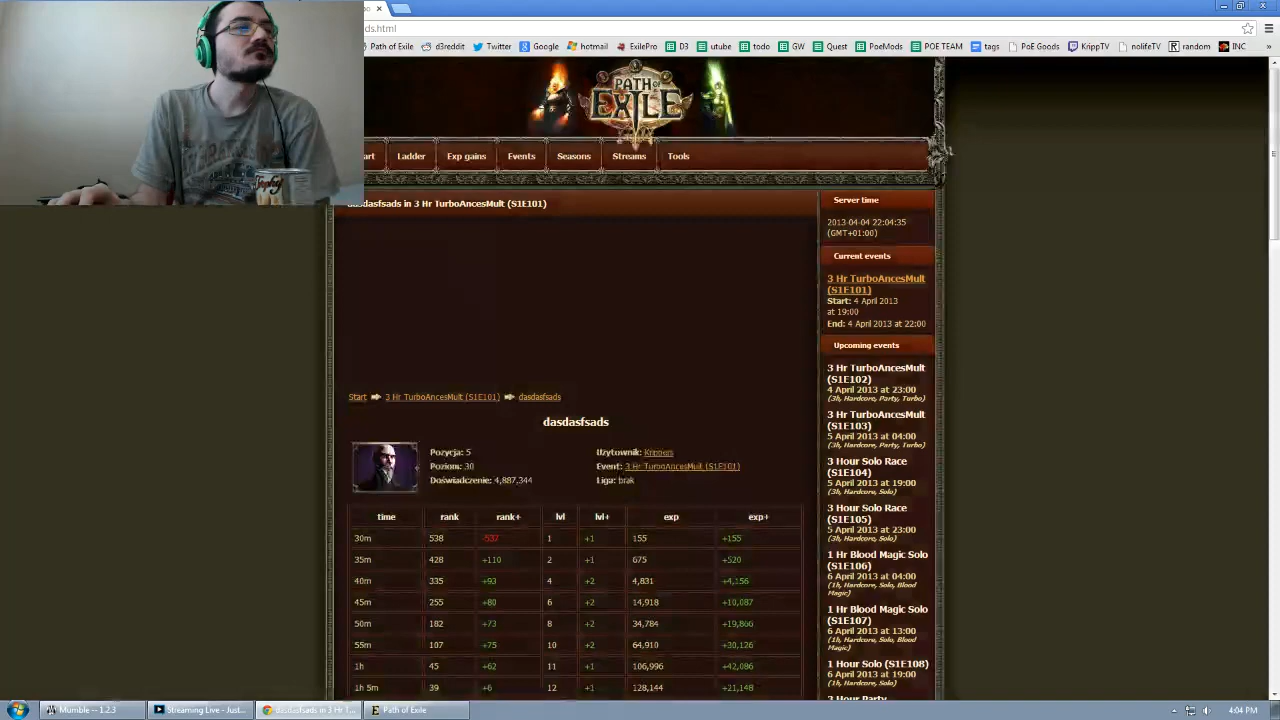 ds.html
Path of Exile d3reddit Twitter Google hotmail ExilePro D3 utube todo GW Quest PoeMods POE TEAM tags PoE Goods KrippTV nolifeTV random INC »
PATH of EXILE
art Ladder Exp gains Events Seasons Streams Tools
dasdasfsads in 3 Hr TurboAncesMult (S1E101)
Server time
2013-04-04 22:04:35
(GMT+01:00)
Current events
3 Hr TurboAncesMult
(S1E101)
Start: 4 April 2013
at 19:00
End: 4 April 2013 at 22:00
Upcoming events
3 Hr TurboAncesMult
(S1E102)
4 April 2013 at 23:00
(3h, Hardcore, Party, Turbo)
3 Hr TurboAncesMult
(S1E103)
5 April 2013 at 04:00
(3h, Hardcore, Party, Turbo)
3 Hour Solo Race
(S1E104)
5 April 2013 at 19:00
(3h, Hardcore, Solo)
3 Hour Solo Race
(S1E105)
5 April 2013 at 23:00
(3h, Hardcore, Solo)
1 Hr Blood Magic Solo
(S1E106)
6 April 2013 at 04:00
(1h, Hardcore, Solo, Blood
Magic)
1 Hr Blood Magic Solo
(S1E107)
6 April 2013 at 13:00
(1h, Hardcore, Solo, Blood
Magic)
1 Hour Solo (S1E108)
6 April 2013 at 19:00
(1h, Hardcore, Solo)
2 Hour Party
Start 3 Hr TurboAncesMult (S1E101) dasdasfsads
dasdasfsads
Pozycja: 5
Poziom: 30
Doświadczenie: 4,887,344
Użytownik: Krippers
Event: 3 Hr TurboAncesMult (S1E101)
Liga: brak
time rank rank+ lvl lvl+ exp exp+
30m 538 -537 1 +1 155 +155
35m 428 +110 2 +1 675 +520
40m 335 +93 4 +2 4,831 +4,156
45m 255 +80 6 +2 14,918 +10,087
50m 182 +73 8 +2 34,784 +19,866
55m 107 +75 10 +2 64,910 +30,126
1h 45 +62 11 +1 106,996 +42,086
1h 5m 39 +6 12 +1 128,144 +21,148
Mumble -- 1.2.3 Streaming Live - Just... dasdasfsads in 3 Hr T... Path of Exile 4:04 PM